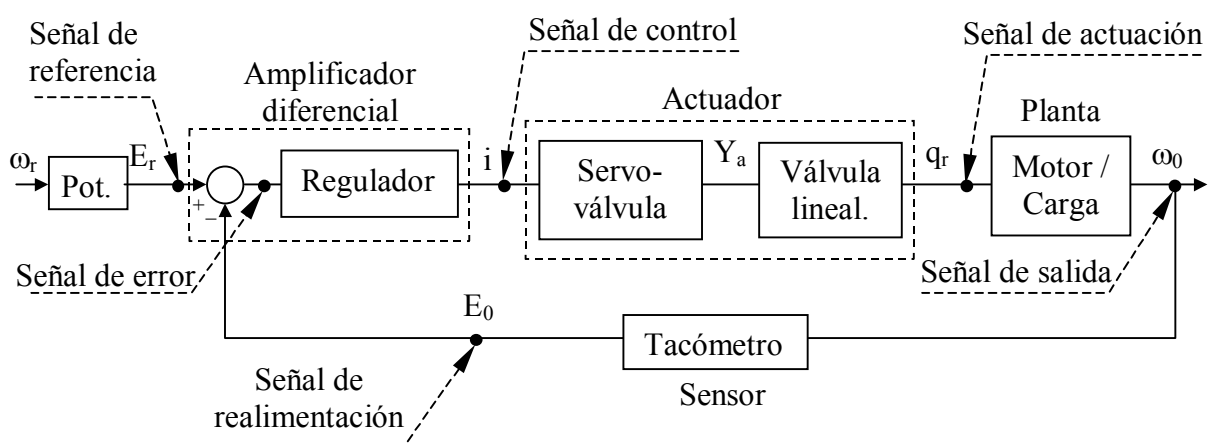 Señal de
referencia
Señal de control
Señal de actuación
Amplificador
diferencial
Actuador
Planta
ωr
Pot.
Er
+
−
Regulador
i
Servo-
válvula
Ya
Válvula
lineal.
qr
Motor /
Carga
ω0
Señal de error
Señal de salida
E0
Tacómetro
Sensor
Señal de
realimentación